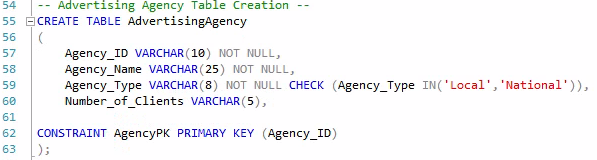 54 -- Advertising Agency Table Creation --
55 CREATE TABLE AdvertisingAgency
56 (
57 Agency_ID VARCHAR(10) NOT NULL,
58 Agency_Name VARCHAR(25) NOT NULL,
59 Agency_Type VARCHAR(8) NOT NULL CHECK (Agency_Type IN('Local','National')),
60 Number_of_Clients VARCHAR(5),
61
62 CONSTRAINT AgencyPK PRIMARY KEY (Agency_ID)
63 );